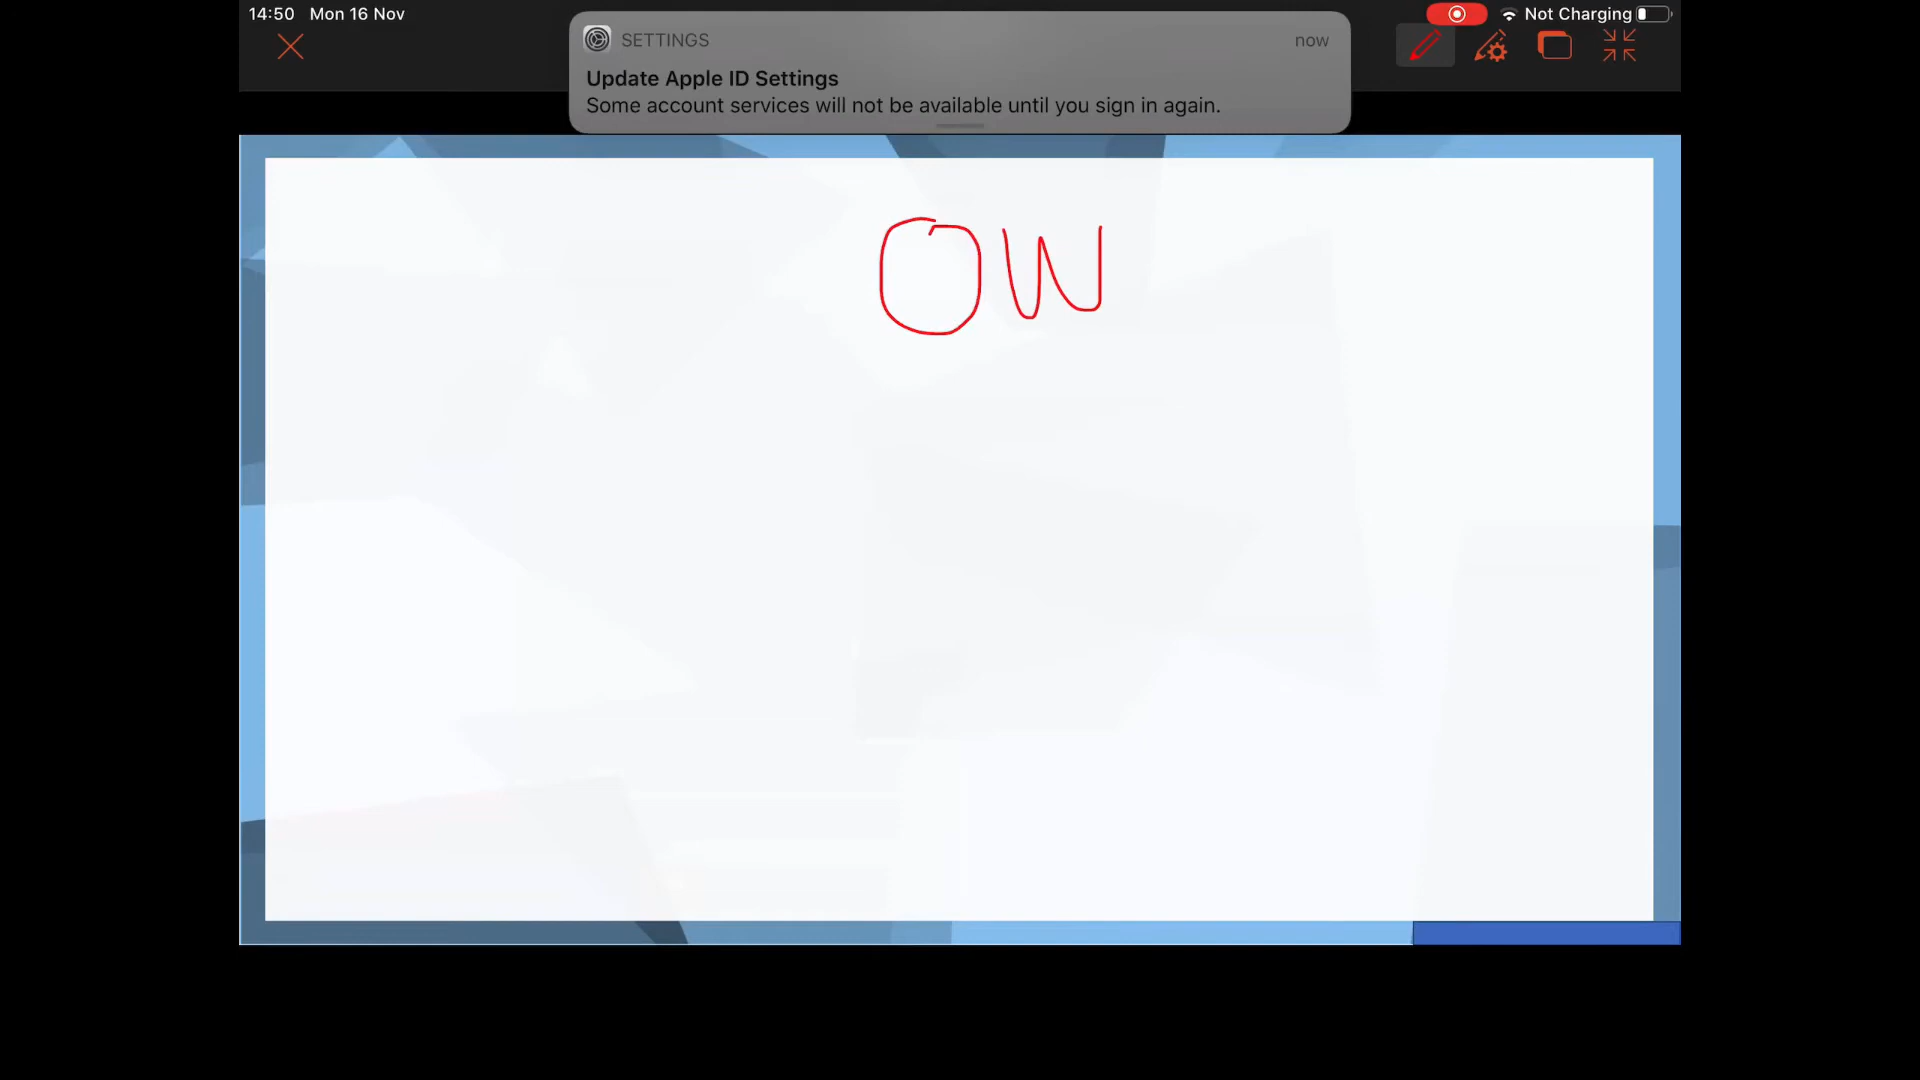 14:50 Mon 16 Nov
Not Charging
SETTINGS
now
Update Apple ID Settings
Some account services will not be available until you sign in again.
OW